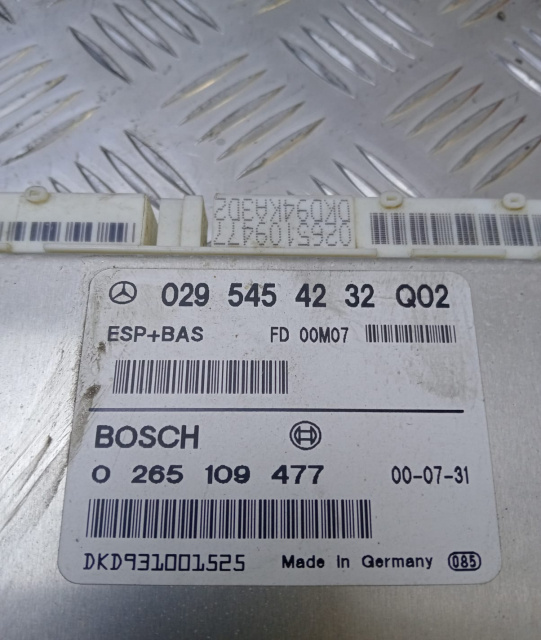 0265109477
DKD94KA3D2
029 545 42 32 Q02
ESP+BAS FD 00M07
BOSCH
0 265 109 477 00-07-31
DKD931001525 Made in Germany 085